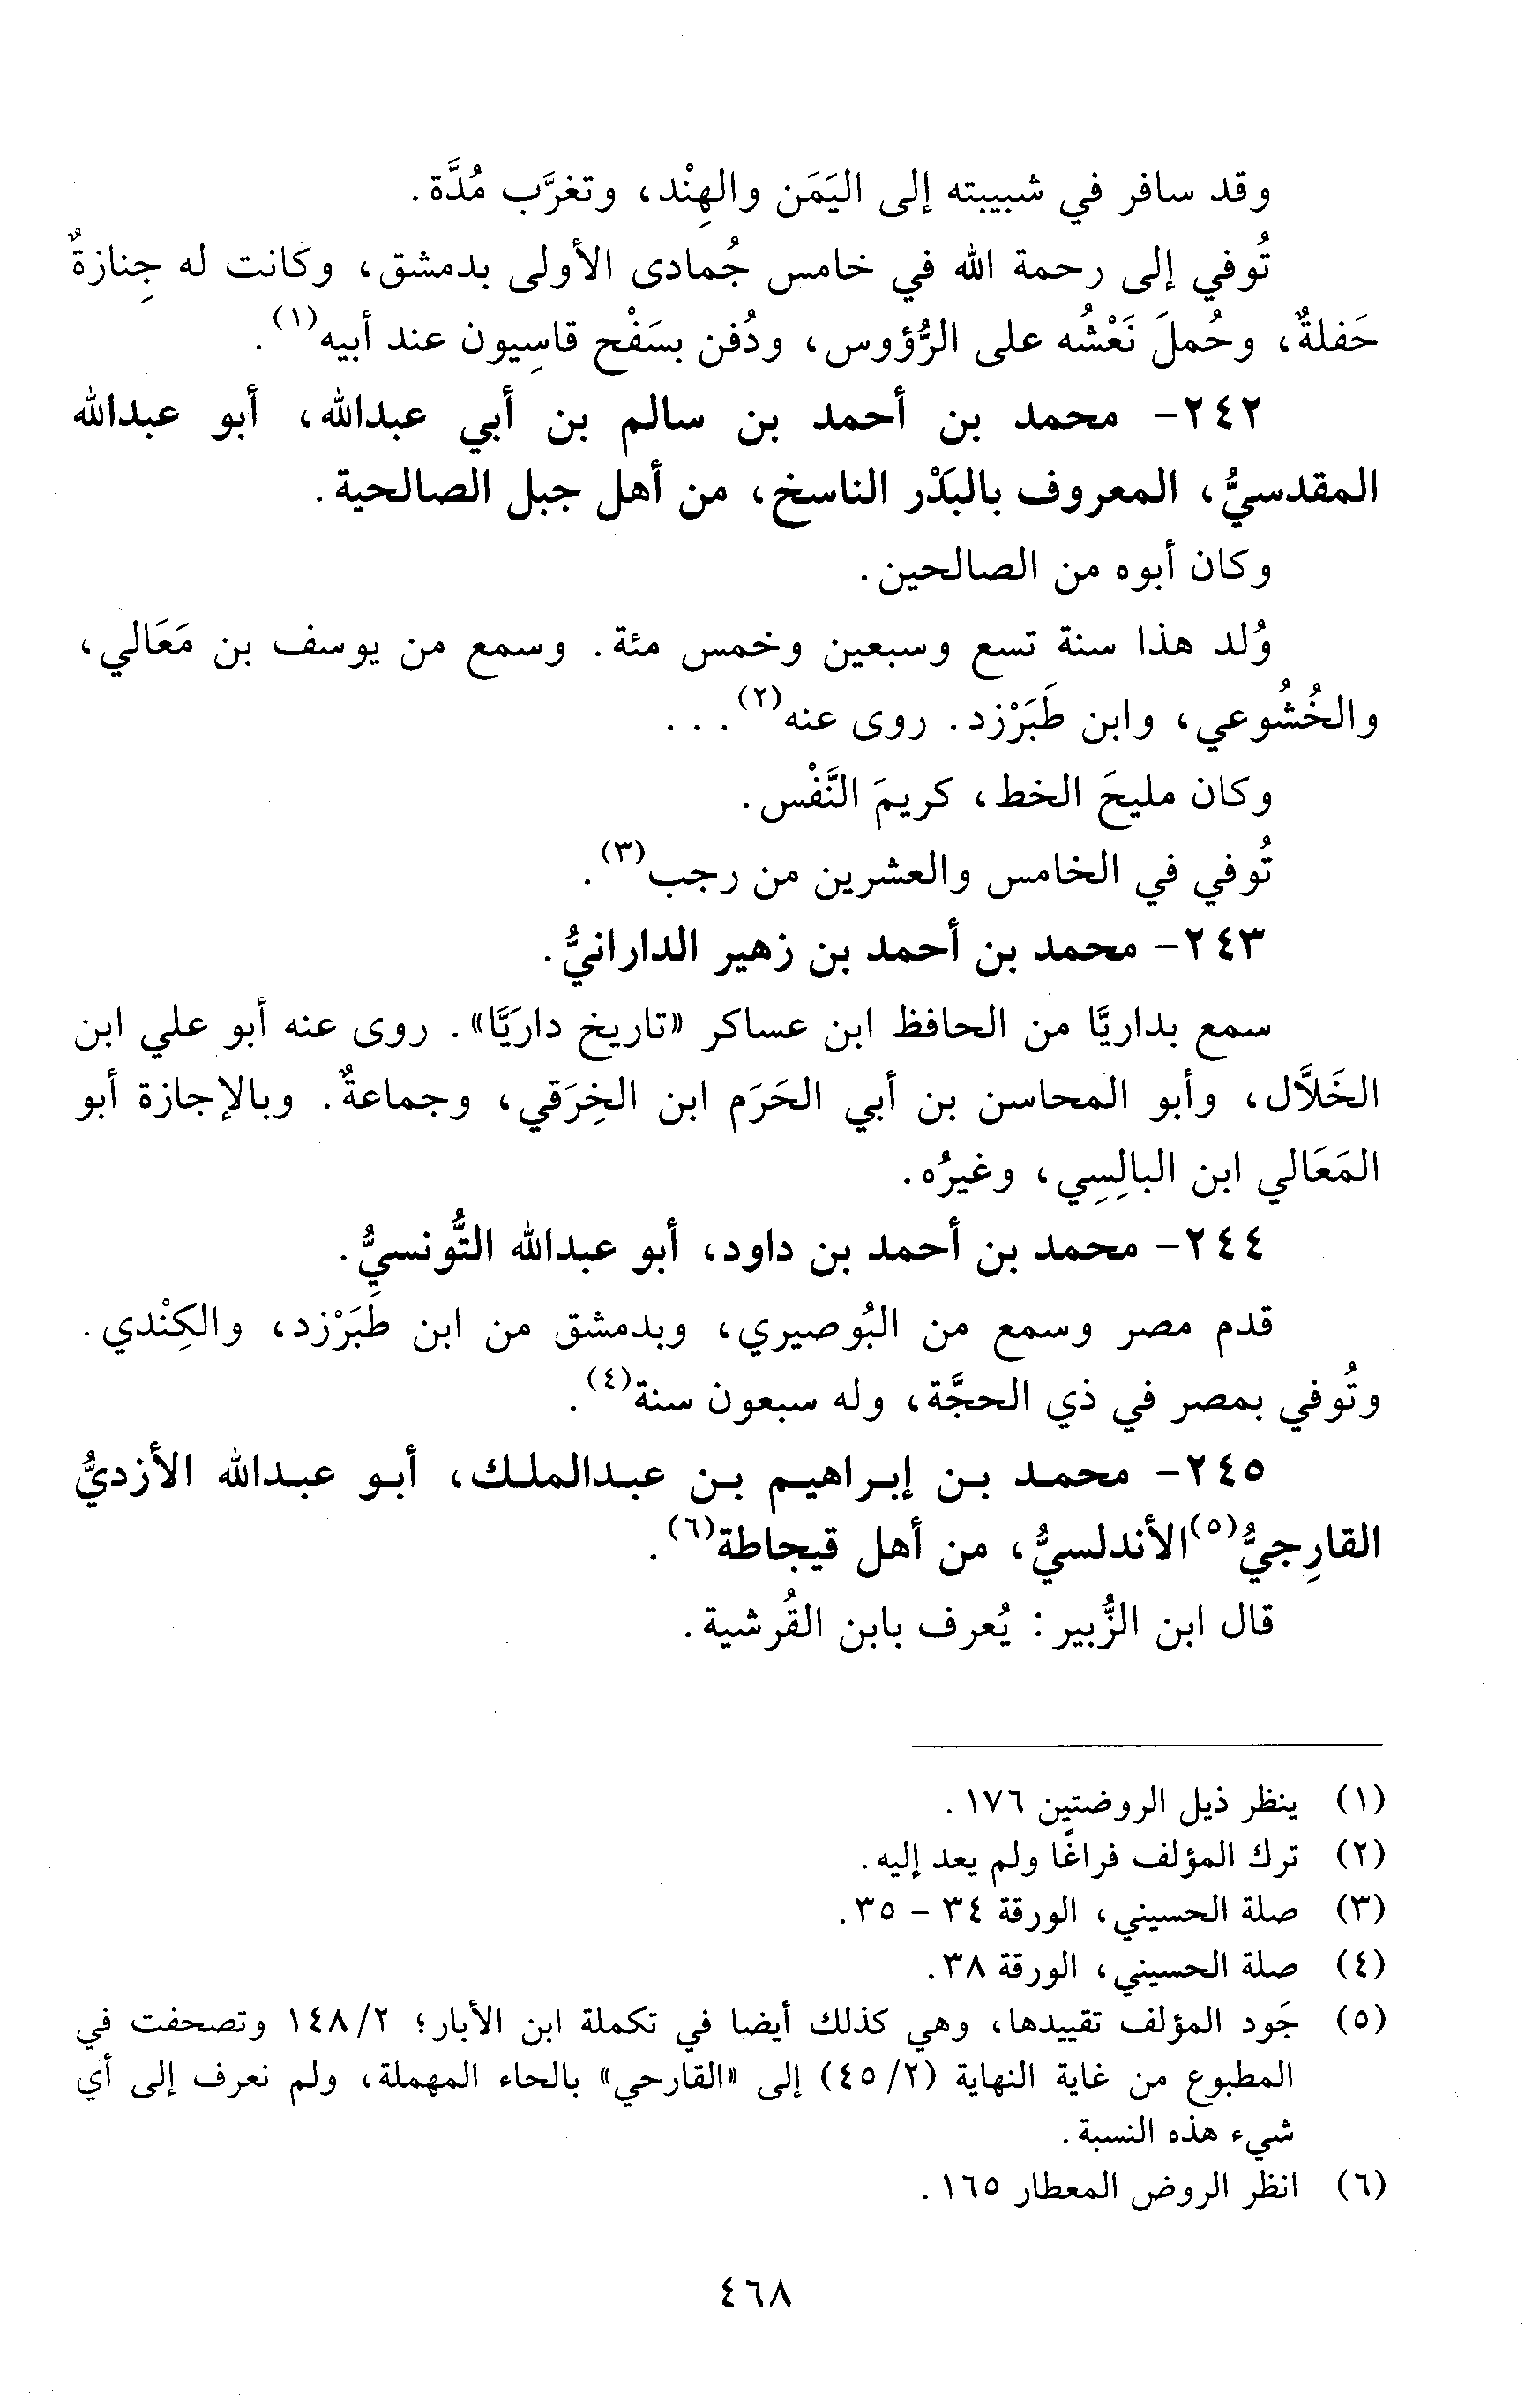 وقد سافر في شبيبته إلى اليَمَن والهِنْد، وتغرَّب مُدَّة.
تُوفي إلى رحمة الله في خامس جُمادى الأولى بدمشق، وكانت له جِنازةٌ
حَفلةٌ، وحُملَ نَعْشُه على الرُّؤوس، ودُفن بسَفْح قاسِيون عند أبيه(١).
٢٤٢- محمد بن أحمد بن سالم بن أبي عبدالله، أبو عبدالله
المقدسيُّ، المعروف بالبَدْر الناسخ، من أهل جبل الصالحية.
وكان أبوه من الصالحين.
وُلد هذا سنة تسع وسبعين وخمس مئة. وسمع من يوسف بن مَعَالي،
والخُشُوعي، وابن طَبَرْزد. روى عنه(٢)...
وكان مليحَ الخط، كريمَ النَّفْس.
تُوفي في الخامس والعشرين من رجب(٣).
٢٤٣- محمد بن أحمد بن زهير الدارانيُّ.
سمع بداريَّا من الحافظ ابن عساكر «تاريخ داريَّا». روى عنه أبو علي ابن
الخَلاَّل، وأبو المحاسن بن أبي الحَرَم ابن الخِرَقي، وجماعةٌ. وبالإجازة أبو
المَعَالي ابن البالِسِي، وغيرُه.
٢٤٤- محمد بن أحمد بن داود، أبو عبدالله التُّونسيُّ.
قدم مصر وسمع من البُوصيري، وبدمشق من ابن طَبَرْزد، والكِنْدي.
وتُوفي بمصر في ذي الحجَّة، وله سبعون سنة(٤).
٢٤٥- محمد بن إبراهيم بن عبدالملك، أبو عبدالله الأزديُّ
القارِجيُّ(٥) الأندلسيُّ، من أهل قيجاطة(٦).
قال ابن الزُّبير: يُعرف بابن القُرشية.
(١) ينظر ذيل الروضتين ١٧٦.
(٢) ترك المؤلف فراغًا ولم يعد إليه.
(٣) صلة الحسيني، الورقة ٣٤ - ٣٥.
(٤) صلة الحسيني، الورقة ٣٨.
(٥) جَود المؤلف تقييدها، وهي كذلك أيضا في تكملة ابن الأبار؛ ١٤٨/٢ وتصحفت في
المطبوع من غاية النهاية (٤٥/٢) إلى «القارحي» بالحاء المهملة، ولم نعرف إلى أي
شيء هذه النسبة.
(٦) انظر الروض المعطار ١٦٥.
٤٦٨